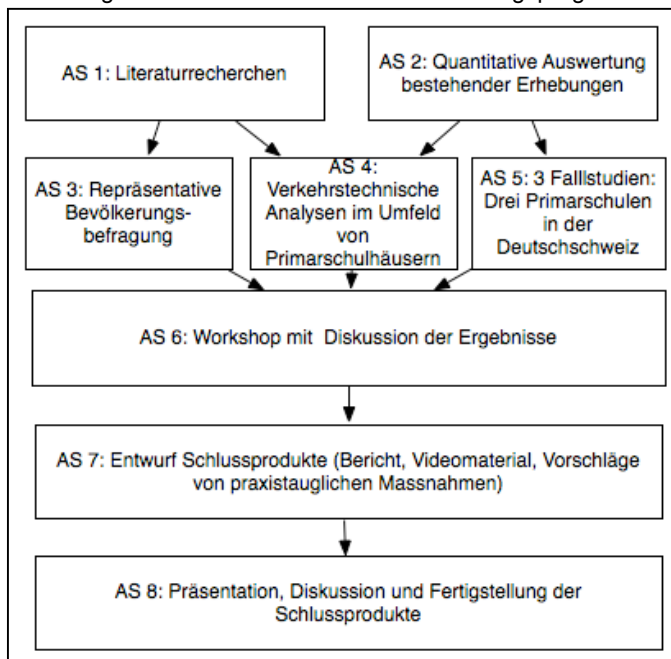 AS 1: Literaturrecherchen
AS 2: Quantitative Auswertung
bestehender Erhebungen
AS 3: Repräsentative
Bevölkerungs-
befragung
AS 4:
Verkehrstechnische
Analysen im Umfeld
von
Primarschulhäusern
AS 5: 3 Falllstudien:
Drei Primarschulen
in der
Deutschschweiz
AS 6: Workshop mit Diskussion der Ergebnisse
AS 7: Entwurf Schlussprodukte (Bericht, Videomaterial, Vorschläge
von praxistauglichen Massnahmen)
AS 8: Präsentation, Diskussion und Fertigstellung der
Schlussprodukte